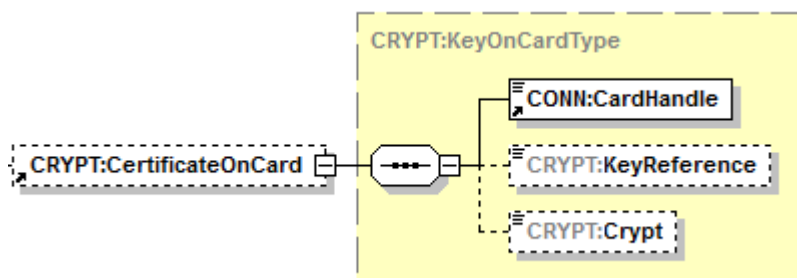 CRYPT:KeyOnCardType
CONN:CardHandle
CRYPT:CertificateOnCard
CRYPT:KeyReference
CRYPT:Crypt